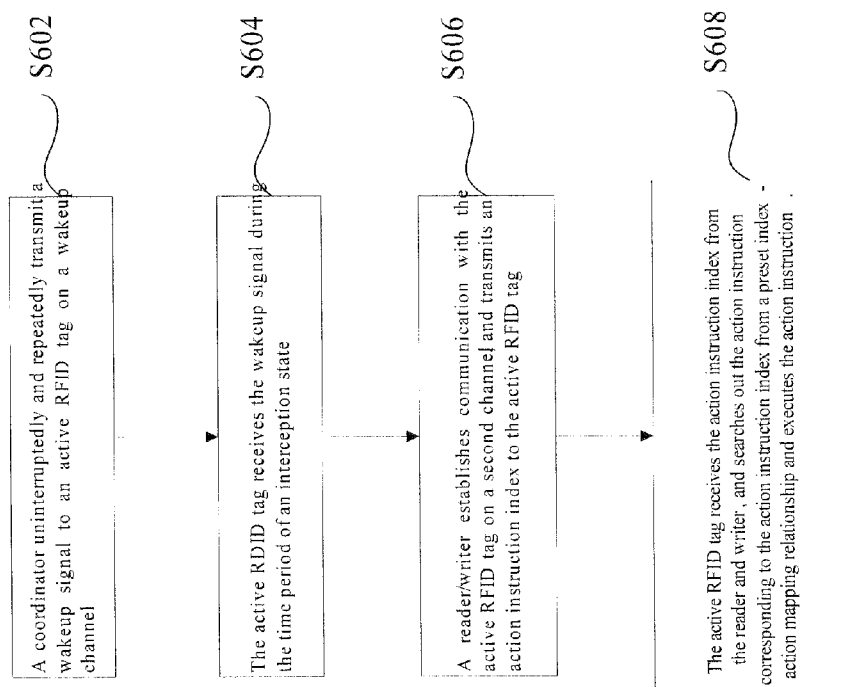 S602
A coordinator uninterruptedly and repeatedly transmit a
wakeup signal to an active RFID tag on a wakeup
channel
S604
The active RDID tag receives the wakeup signal during
the time period of an interception state
S606
A reader/writer establishes communication with the
active RFID tag on a second channel and transmits an
action instruction index to the active RFID tag
S608
The active RFID tag receives the action instruction index from
the reader and writer, and searches out the action instruction
corresponding to the action instruction index from a preset index -
action mapping relationship and executes the action instruction .